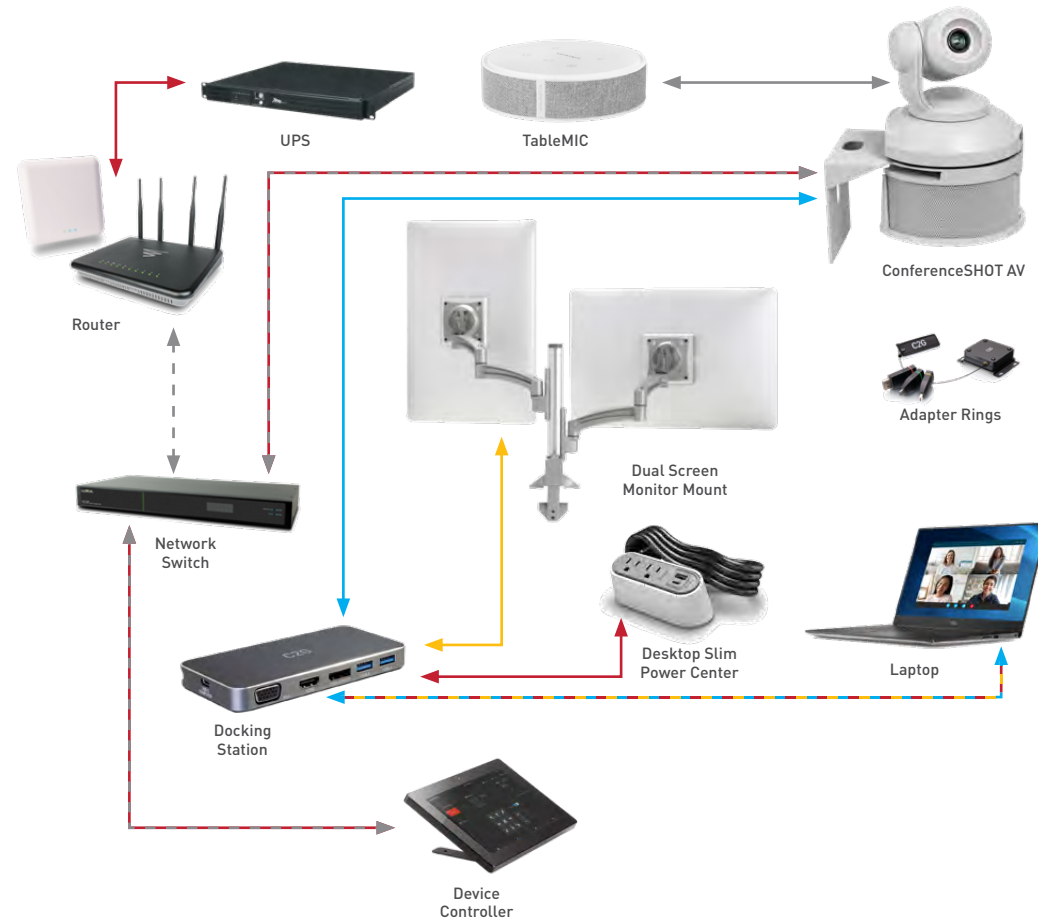 UPS
TableMIC
ConferenceSHOT AV
Router
C2G
Adapter Rings
Dual Screen
Monitor Mount
Network
Switch
C2G
Desktop Slim
Power Center
Laptop
Docking
Station
Device
Controller